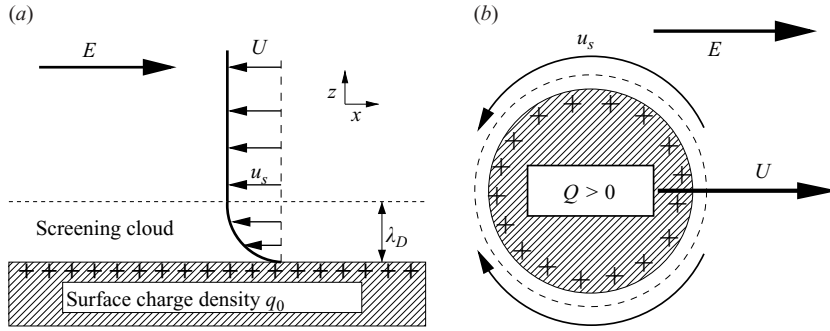 (a)
E
U
z
x
u_s
Screening cloud
λ_D
+ + + + + + + + + + + + + + + + +
Surface charge density q_0
(b)
u_s
E
Q > 0
U